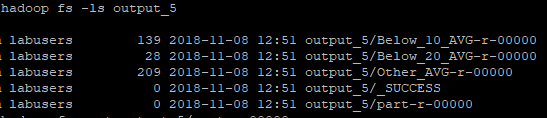 hadoop fs -ls output_5
labusers 139 2018-11-08 12:51 output_5/Below_10_AVG-r-00000
labusers 28 2018-11-08 12:51 output_5/Below_20_AVG-r-00000
labusers 209 2018-11-08 12:51 output_5/Other_AVG-r-00000
labusers 0 2018-11-08 12:51 output_5/_SUCCESS
labusers 0 2018-11-08 12:51 output_5/part-r-00000